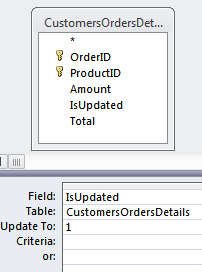 CustomersOrdersDet...
*
OrderID
ProductID
Amount
IsUpdated
Total
Field: IsUpdated
Table: CustomersOrdersDetails
Update To: 1
Criteria:
or: